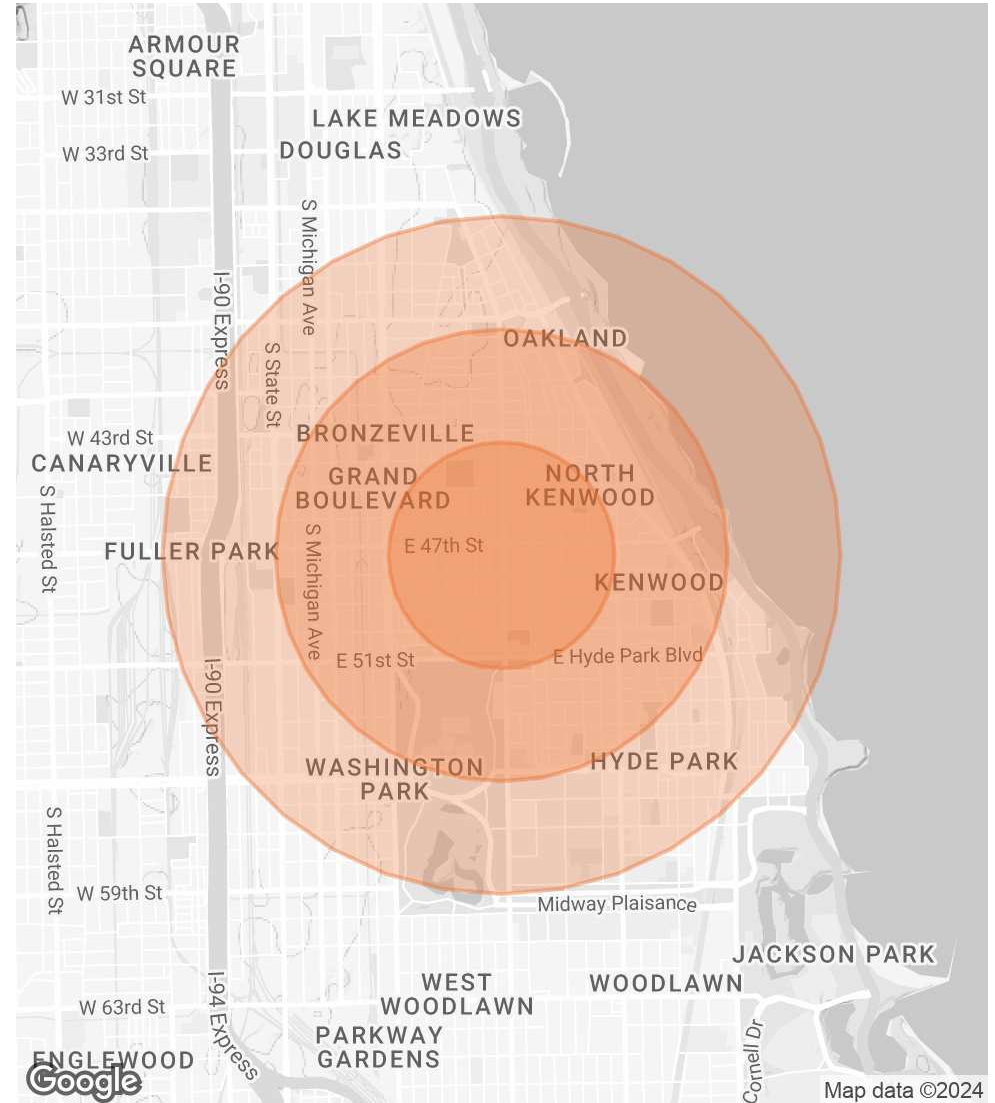 ARMOUR
SQUARE
W 31st St
LAKE MEADOWS
W 33rd St
DOUGLAS
S Michigan Ave
I-90 Express
OAKLAND
S State St
W 43rd St
BRONZEVILLE
CANARYVILLE
GRAND
BOULEVARD
NORTH
KENWOOD
S Halsted St
E 47th St
FULLER PARK
S Michigan Ave
KENWOOD
E 51st St
E Hyde Park Blvd
I-90 Express
WASHINGTON
PARK
HYDE PARK
S Halsted St
W 59th St
Midway Plaisance
JACKSON PARK
WEST
WOODLAWN
WOODLAWN
W 63rd St
I-94 Express
PARKWAY
GARDENS
Cornell Dr
ENGLEWOOD
Google
Map data ©2024